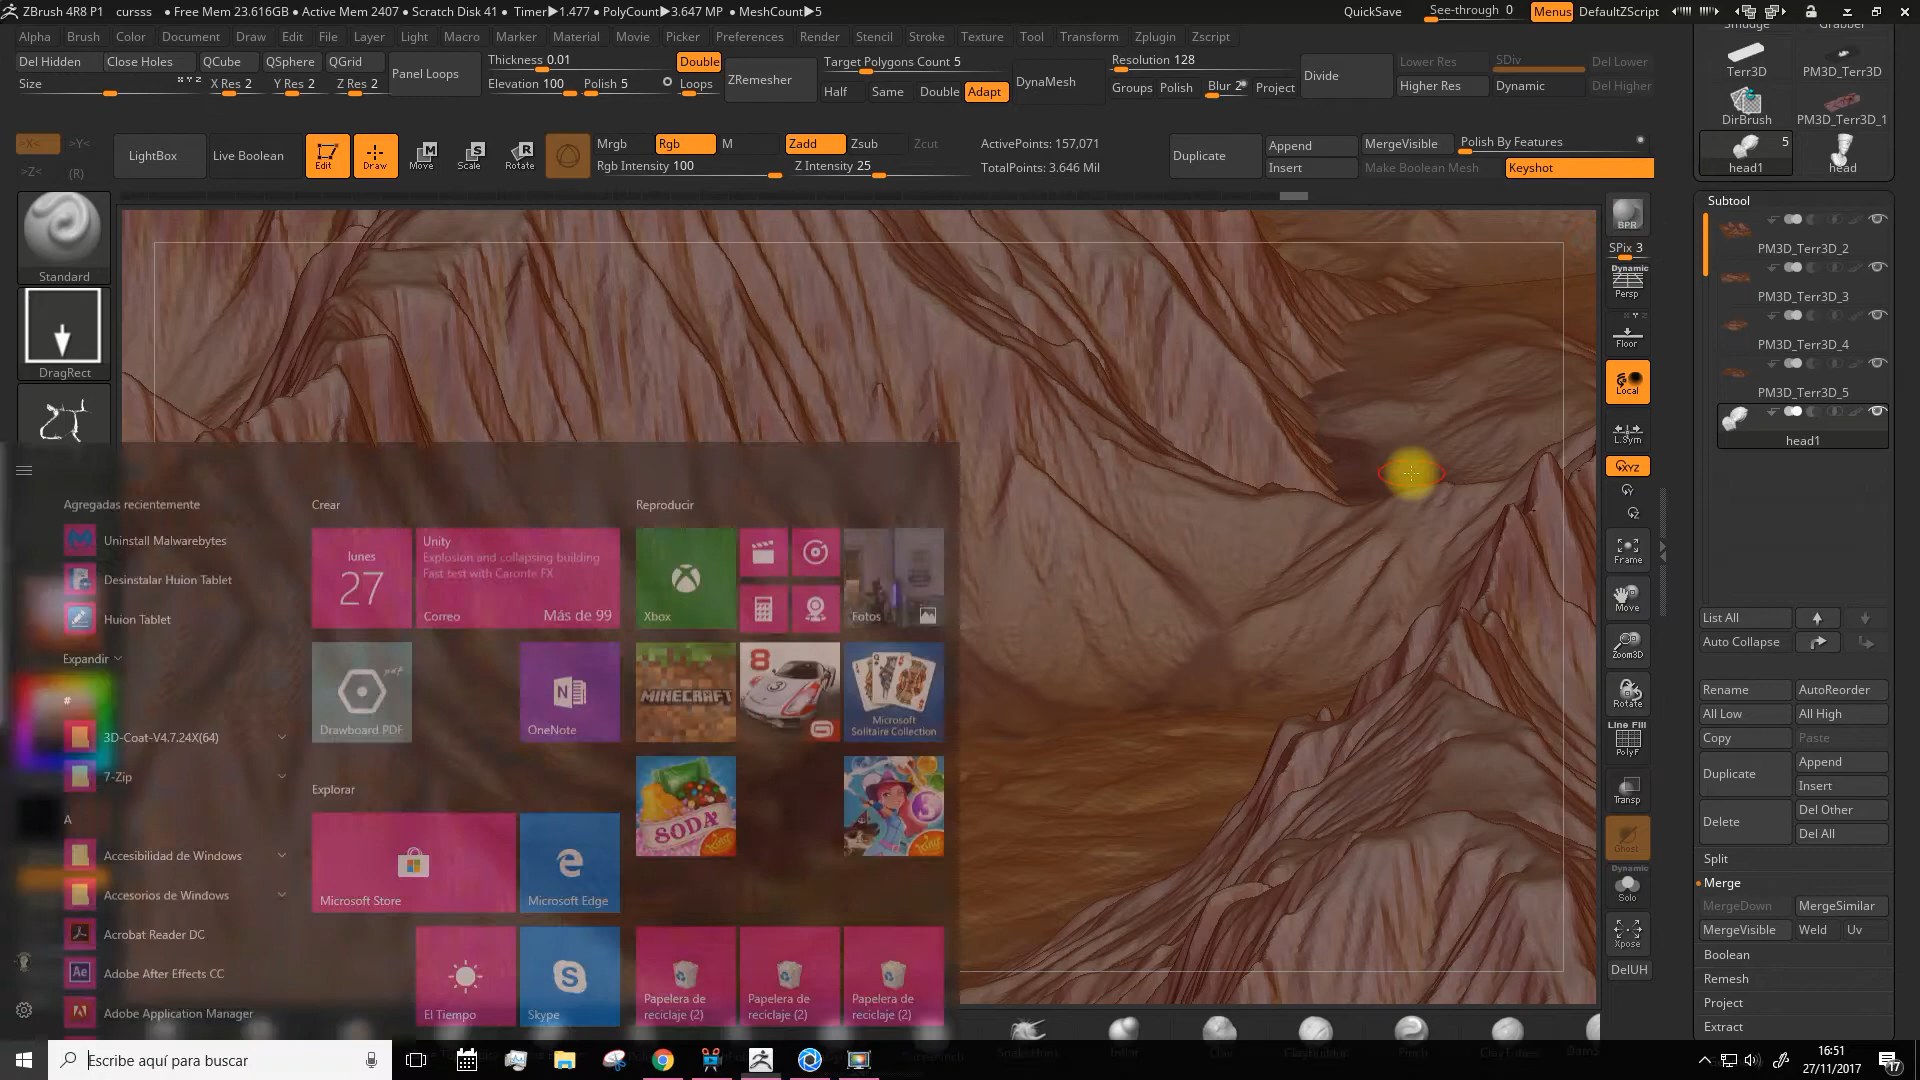 ZBrush 4R8 P1 cursss • Free Mem 23.616GB • Active Mem 2407 • Scratch Disk 41 • Timer▶1.477 • PolyCount▶3.647 MP • MeshCount▶5
QuickSave See-through 0 Menus DefaultZScript
Alpha Brush Color Document Draw Edit File Layer Light Macro Marker Material Movie Picker Preferences Render Stencil Stroke Texture Tool Transform Zplugin Zscript
Del Hidden Close Holes QCube QSphere QGrid
Size X Res 2 Y Res 2 Z Res 2
Panel Loops
Thickness 0.01
Elevation 100 Polish 5
Double
Loops
ZRemesher
Target Polygons Count 5
Half Same Double Adapt
DynaMesh
Resolution 128
Groups Polish Blur 2 Project
Divide
Lower Res SDiv Del Lower
Higher Res Dynamic Del Higher
>X< >Y<
>Z< (R)
LightBox
Live Boolean
Edit Draw Move Scale Rotate
Mrgb Rgb M
Rgb Intensity 100
Zadd Zsub Zcut
Z Intensity 25
ActivePoints: 157,071
TotalPoints: 3.646 Mil
Duplicate
Append
Insert
MergeVisible
Make Boolean Mesh
Polish By Features
Keyshot
Standard
DragRect
BPR
SPix 3
Dynamic
Persp
Floor
Local
L.Sym
XYZ
Frame
Move
Zoom3D
Rotate
Line Fill
PolyF
Transp
Ghost
Dynamic
Solo
Xpose
DelUH
Terr3D PM3D_Terr3D
DirBrush PM3D_Terr3D_1
5
head1 head
Subtool
PM3D_Terr3D_2
PM3D_Terr3D_3
PM3D_Terr3D_4
PM3D_Terr3D_5
head1
List All
Auto Collapse
Rename AutoReorder
All Low All High
Copy Paste
Duplicate Append
Insert
Delete Del Other
Del All
Split
Merge
MergeDown MergeSimilar
MergeVisible Weld Uv
Boolean
Remesh
Project
Extract
Agregadas recientemente
Uninstall Malwarebytes
Desinstalar Huion Tablet
Huion Tablet
Expandir
#
3D-Coat-V4.7.24X(64)
7-Zip
A
Accesibilidad de Windows
Accesorios de Windows
Acrobat Reader DC
Adobe After Effects CC
Adobe Application Manager
Crear
lunes
27
Unity
Explosion and collapsing building
Fast test with Caronte FX
Correo Más de 99
Drawboard PDF
OneNote
Explorar
Microsoft Store
Microsoft Edge
El Tiempo
Skype
Reproducir
Xbox
Fotos
MINECRAFT
8
3
Microsoft
Solitaire Collection
SODA
King
King
Papelera de
reciclaje (2)
Papelera de
reciclaje (2)
Papelera de
reciclaje (2)
Pinch
Escribe aquí para buscar
16:51
27/11/2017
17